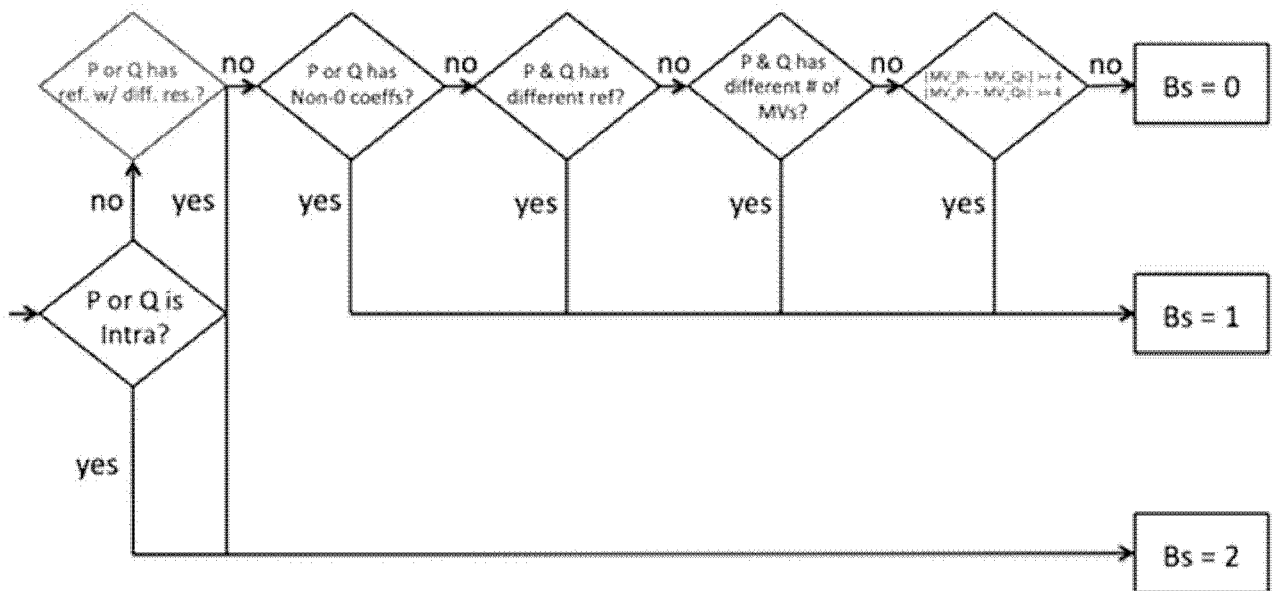 P or Q has
ref. w/ diff. res.?
no
P or Q has
Non-0 coeffs?
no
P & Q has
different ref?
no
P & Q has
different # of
MVs?
no
no
Bs = 0
no
yes
yes
yes
yes
yes
P or Q is
Intra?
Bs = 1
yes
Bs = 2